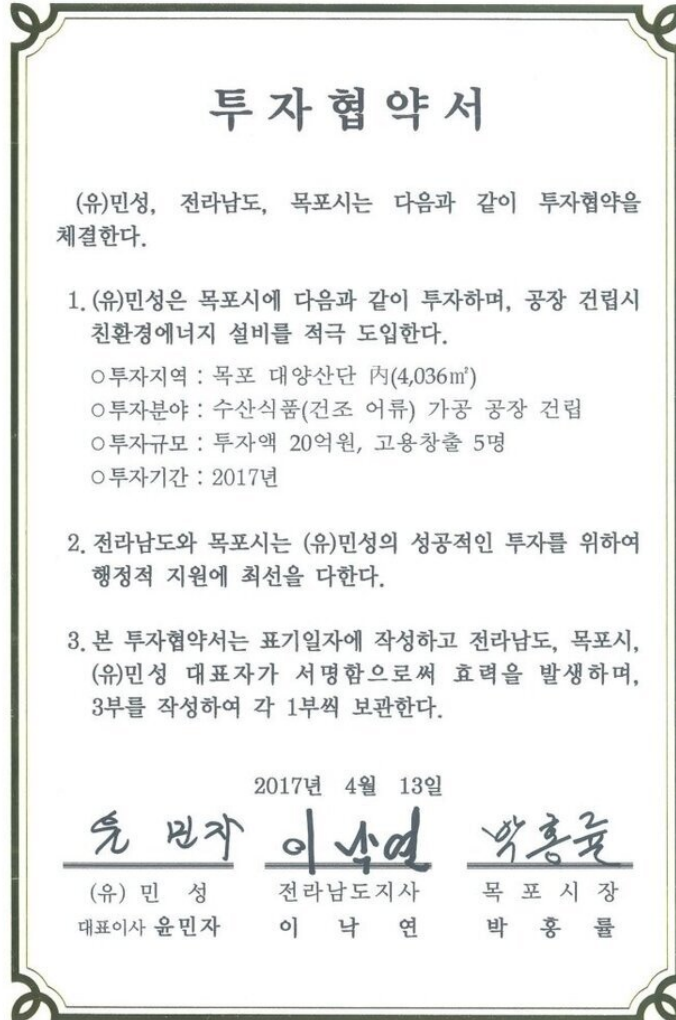 투자협약서
(유)민성, 전라남도, 목포시는 다음과 같이 투자협약을
체결한다.
1. (유)민성은 목포시에 다음과 같이 투자하며, 공장 건립시
친환경에너지 설비를 적극 도입한다.
○투자지역 : 목포 대양산단 內(4,036㎡)
○투자분야 : 수산식품(건조 어류) 가공 공장 건립
○투자규모 : 투자액 20억원, 고용창출 5명
○투자기간 : 2017년
2. 전라남도와 목포시는 (유)민성의 성공적인 투자를 위하여
행정적 지원에 최선을 다한다.
3. 본 투자협약서는 표기일자에 작성하고 전라남도, 목포시,
(유)민성 대표자가 서명함으로써 효력을 발생하며,
3부를 작성하여 각 1부씩 보관한다.
2017년 4월 13일
윤 민자 이낙연 박홍률
(유) 민 성 전라남도지사 목 포 시 장
대표이사 윤민자 이 낙 연 박 홍 률